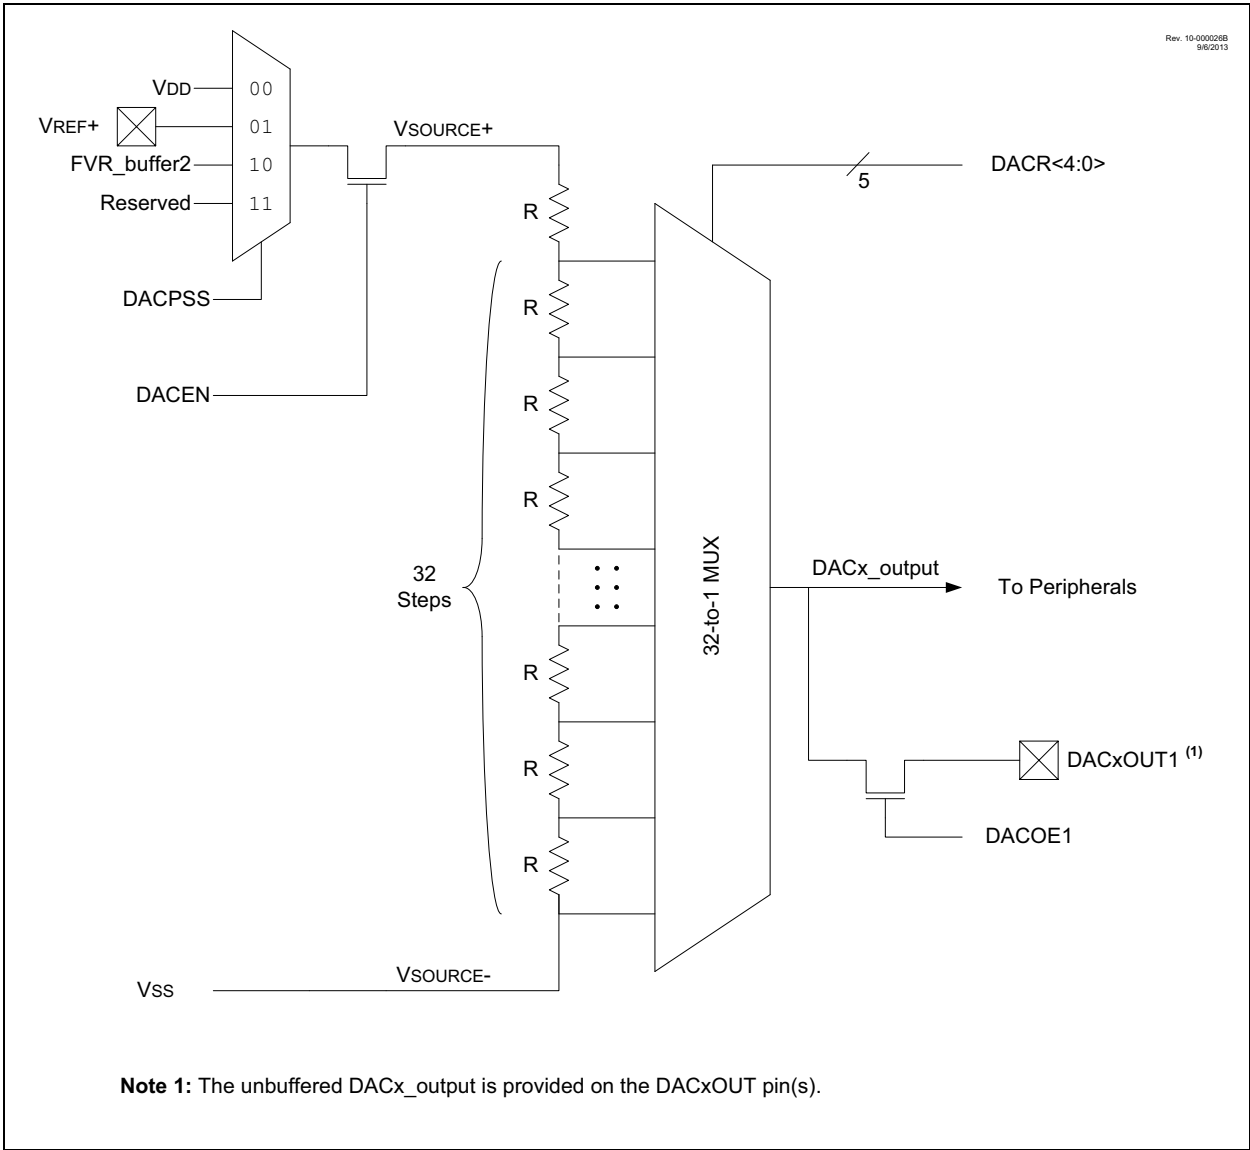 Rev. 10-000026B
9/6/2013
VDD
00
VREF+
01
FVR_buffer2
10
Reserved
11
DACPSS
DACEN
VSOURCE+
DACR<4:0>
5
R
R
R
R
32
Steps
32-to-1 MUX
DACx_output
To Peripherals
R
R
R
DACxOUT1 (1)
DACOE1
VSOURCE-
VSS
Note 1: The unbuffered DACx_output is provided on the DACxOUT pin(s).